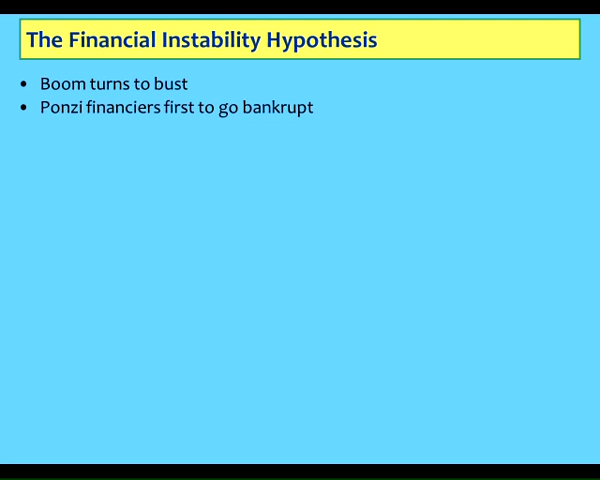 The Financial Instability Hypothesis
• Boom turns to bust
• Ponzi financiers first to go bankrupt